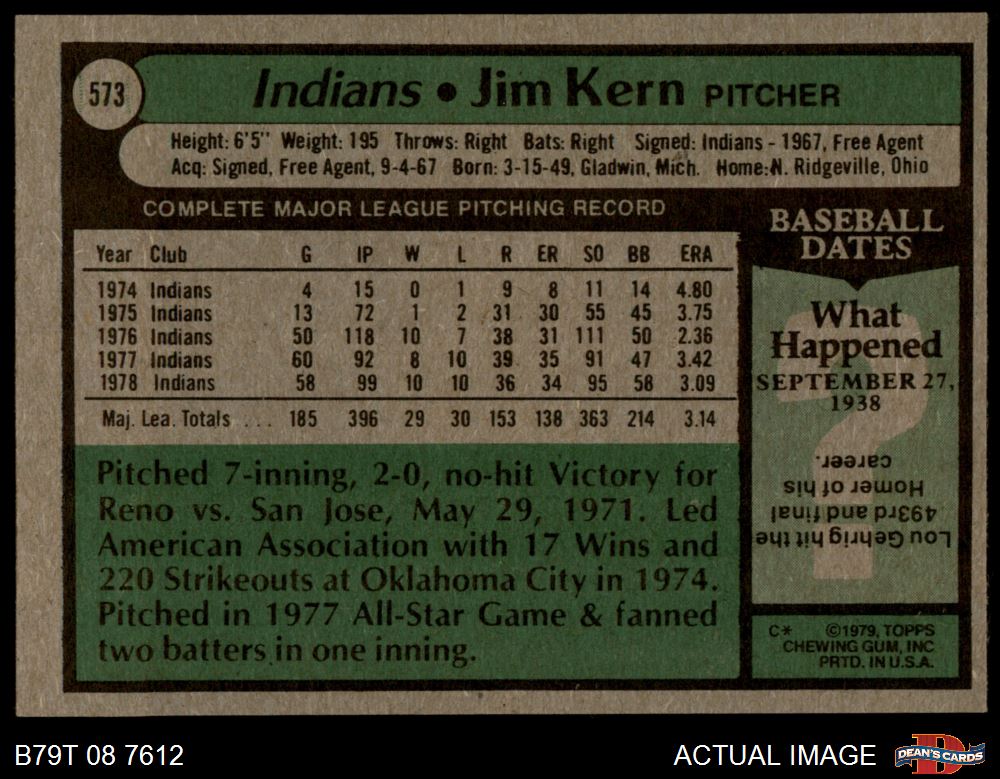 573
Indians • Jim Kern PITCHER
Height: 6'5" Weight: 195 Throws: Right Bats: Right Signed: Indians - 1967, Free Agent
Acq: Signed, Free Agent, 9-4-67 Born: 3-15-49, Gladwin, Mich. Home: N. Ridgeville, Ohio
COMPLETE MAJOR LEAGUE PITCHING RECORD
Year Club G IP W L R ER SO BB ERA
1974 Indians 4 15 0 1 9 8 11 14 4.80
1975 Indians 13 72 1 2 31 30 55 45 3.75
1976 Indians 50 118 10 7 38 31 111 50 2.36
1977 Indians 60 92 8 10 39 35 91 47 3.42
1978 Indians 58 99 10 10 36 34 95 58 3.09
Maj. Lea. Totals . . . 185 396 29 30 153 138 363 214 3.14
Pitched 7-inning, 2-0, no-hit Victory for
Reno vs. San Jose, May 29, 1971. Led
American Association with 17 Wins and
220 Strikeouts at Oklahoma City in 1974.
Pitched in 1977 All-Star Game & fanned
two batters in one inning.
BASEBALL
DATES
What
Happened
SEPTEMBER 27,
1938
Lou Gehrig hit the
493rd and final
Homer of his
career.
C* ©1979, TOPPS
CHEWING GUM, INC
PRTD. IN U.S.A.
B79T 08 7612
ACTUAL IMAGE
DEAN'S CARDS